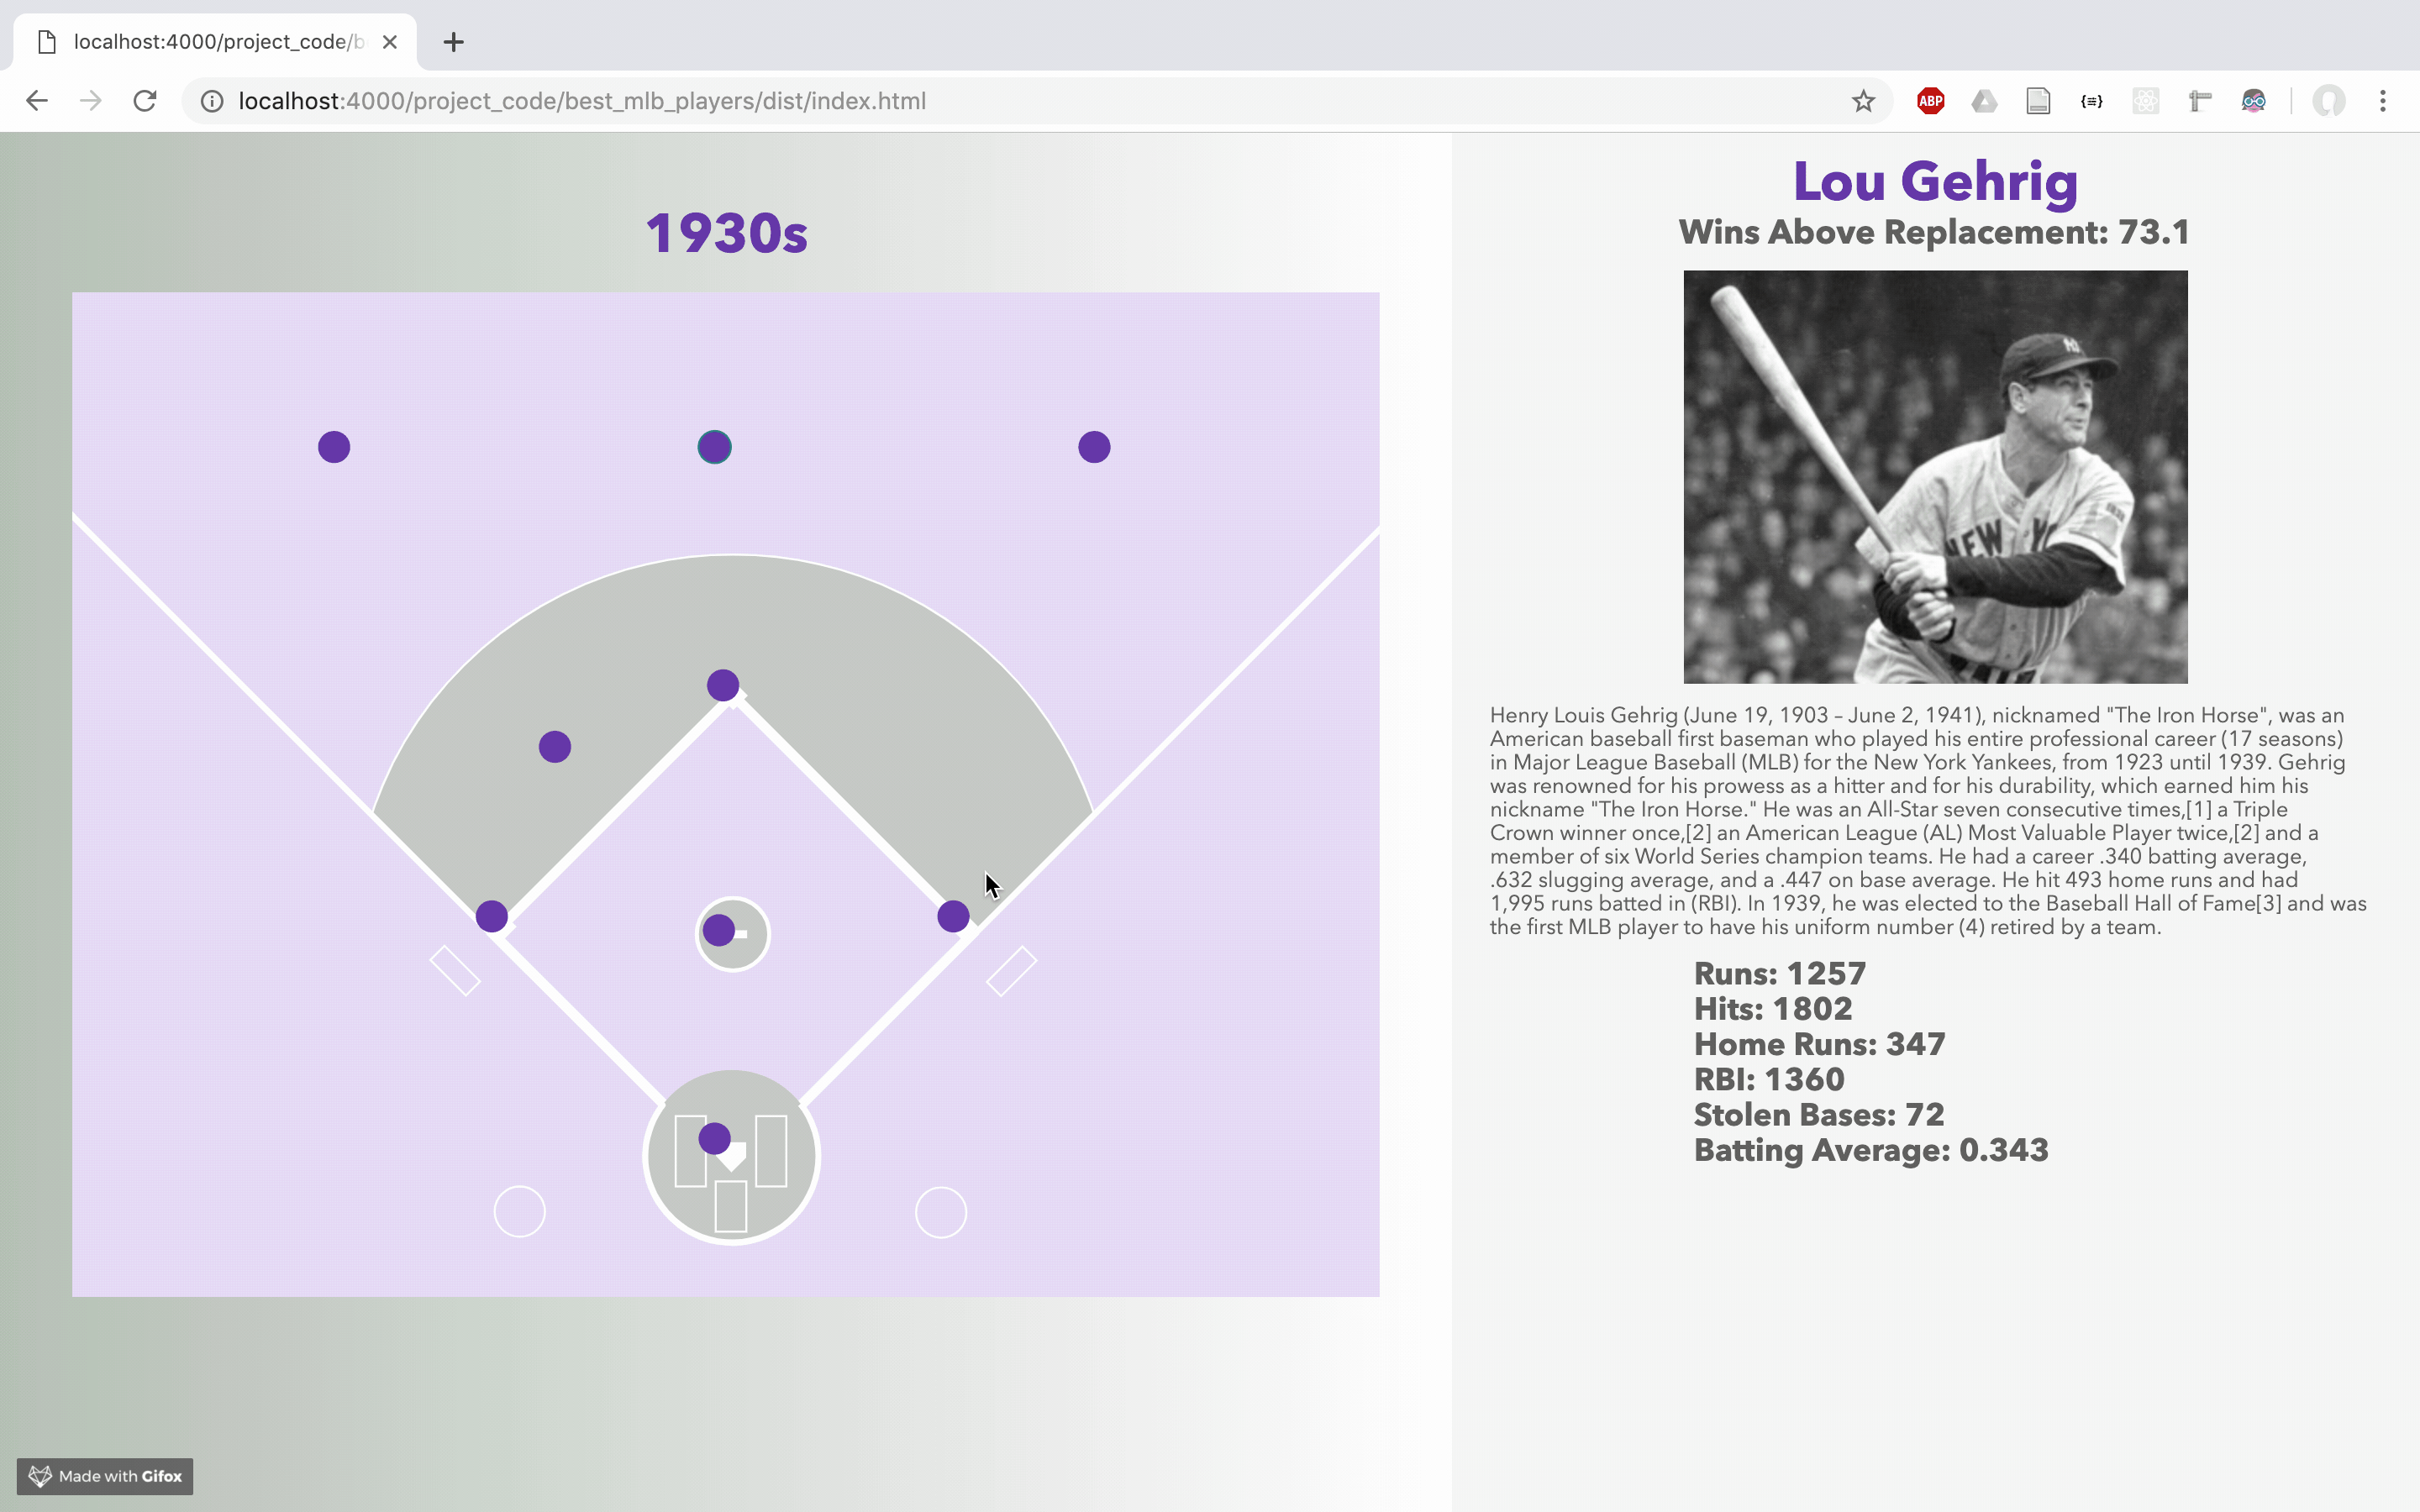 localhost:4000/project_code/b
localhost:4000/project_code/best_mlb_players/dist/index.html
ABP
1930s
Lou Gehrig
Wins Above Replacement: 73.1
NEW YO
Henry Louis Gehrig (June 19, 1903 – June 2, 1941), nicknamed "The Iron Horse", was an
American baseball first baseman who played his entire professional career (17 seasons)
in Major League Baseball (MLB) for the New York Yankees, from 1923 until 1939. Gehrig
was renowned for his prowess as a hitter and for his durability, which earned him his
nickname "The Iron Horse." He was an All-Star seven consecutive times,[1] a Triple
Crown winner once,[2] an American League (AL) Most Valuable Player twice,[2] and a
member of six World Series champion teams. He had a career .340 batting average,
.632 slugging average, and a .447 on base average. He hit 493 home runs and had
1,995 runs batted in (RBI). In 1939, he was elected to the Baseball Hall of Fame[3] and was
the first MLB player to have his uniform number (4) retired by a team.
Runs: 1257
Hits: 1802
Home Runs: 347
RBI: 1360
Stolen Bases: 72
Batting Average: 0.343
Made with Gifox